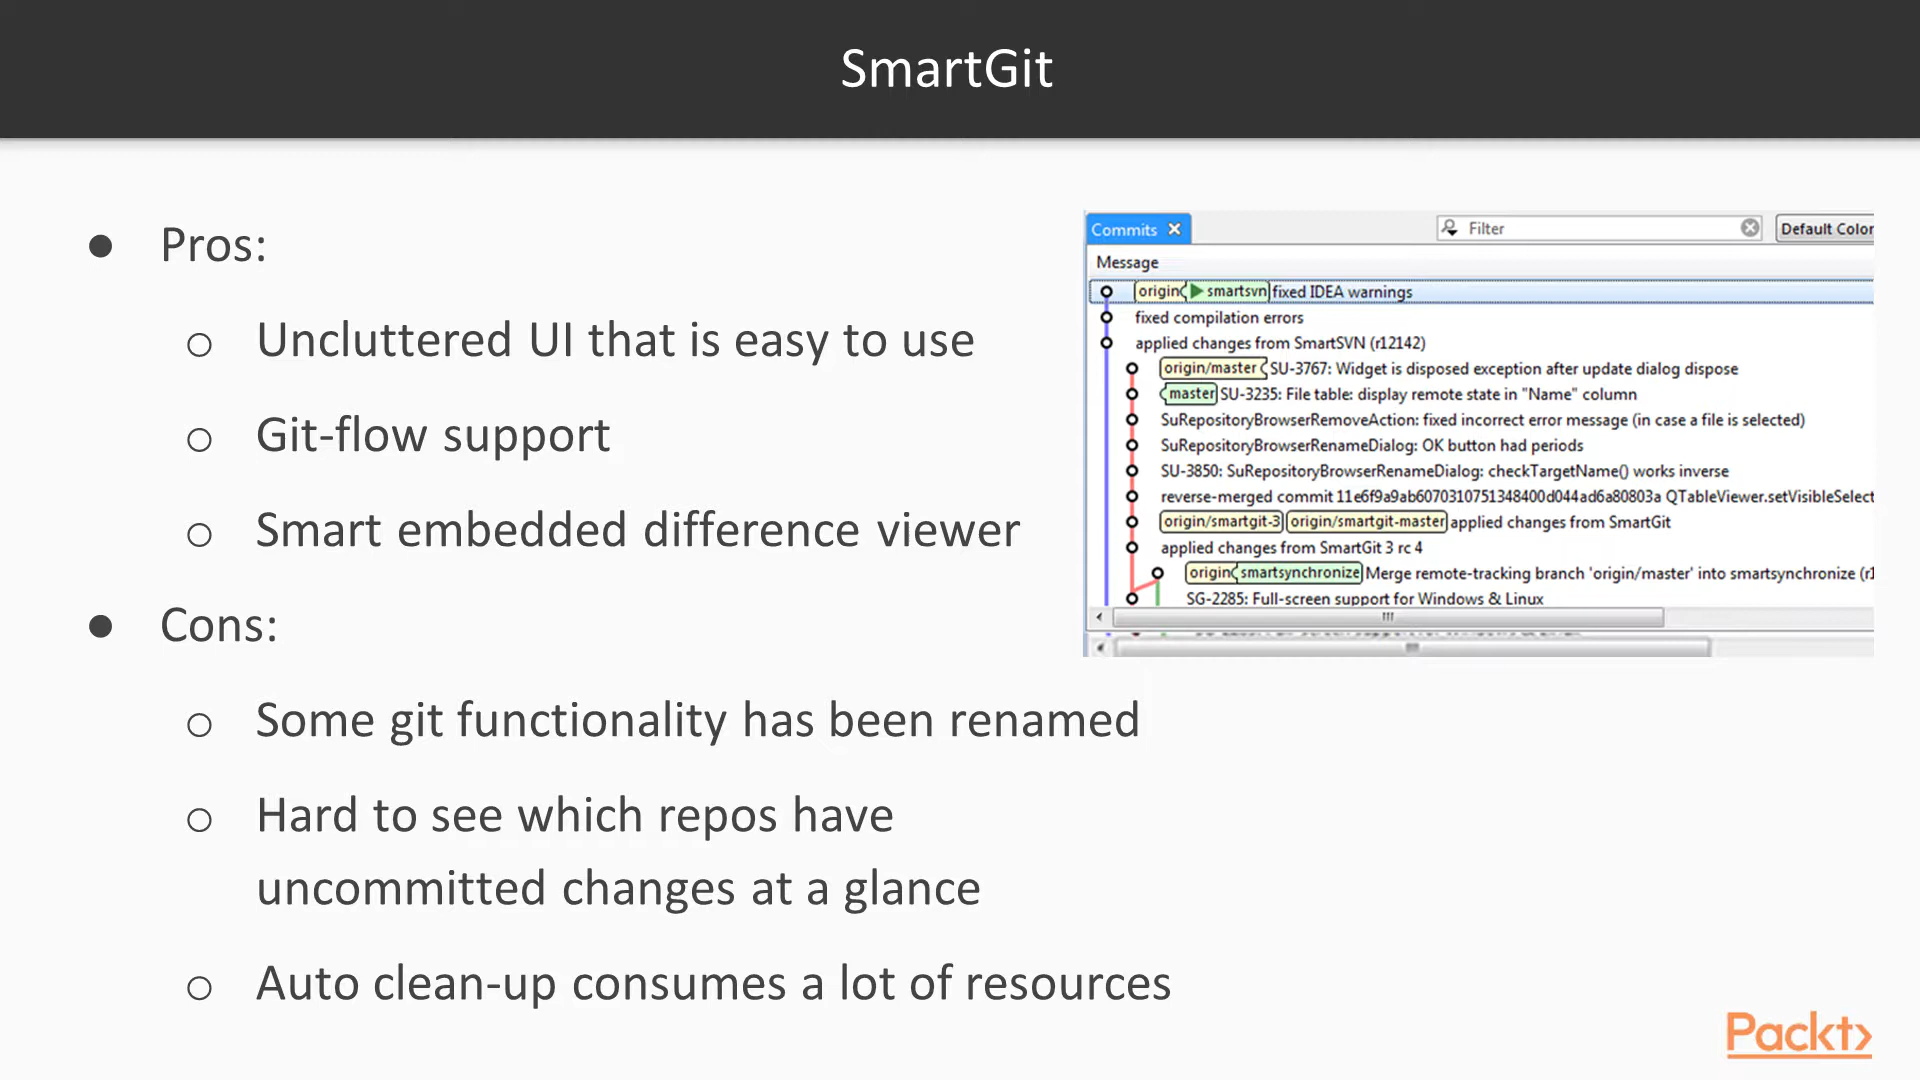 SmartGit
● Pros:
○ Uncluttered UI that is easy to use
○ Git-flow support
○ Smart embedded difference viewer
● Cons:
○ Some git functionality has been renamed
○ Hard to see which repos have
uncommitted changes at a glance
○ Auto clean-up consumes a lot of resources
Commits
Filter
Default Color
Message
origin smartsvn fixed IDEA warnings
fixed compilation errors
applied changes from SmartSVN (r12142)
origin/master SU-3767: Widget is disposed exception after update dialog dispose
master SU-3235: File table: display remote state in "Name" column
SuRepositoryBrowserRemoveAction: fixed incorrect error message (in case a file is selected)
SuRepositoryBrowserRenameDialog: OK button had periods
SU-3850: SuRepositoryBrowserRenameDialog: checkTargetName() works inverse
reverse-merged commit 11e6f9a9ab6070310751348400d044ad6a80803a QTableViewer.setVisibleSelect
origin/smartgit-3 origin/smartgit-master applied changes from SmartGit
applied changes from SmartGit 3 rc 4
origin smartsynchronize Merge remote-tracking branch 'origin/master' into smartsynchronize (r1
SG-2285: Full-screen support for Windows & Linux
Packt